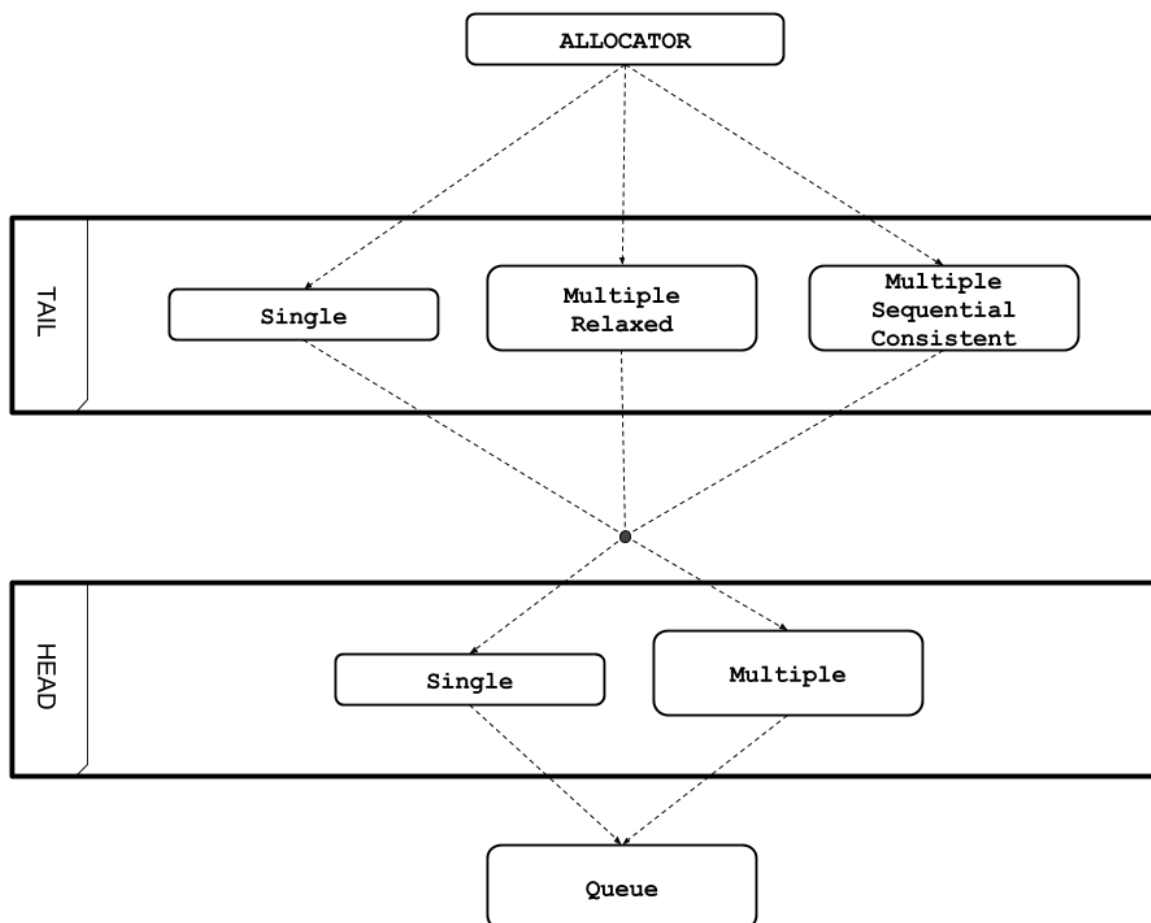 ALLOCATOR
TAIL
Single
Multiple
Relaxed
Multiple
Sequential
Consistent
HEAD
Single
Multiple
Queue